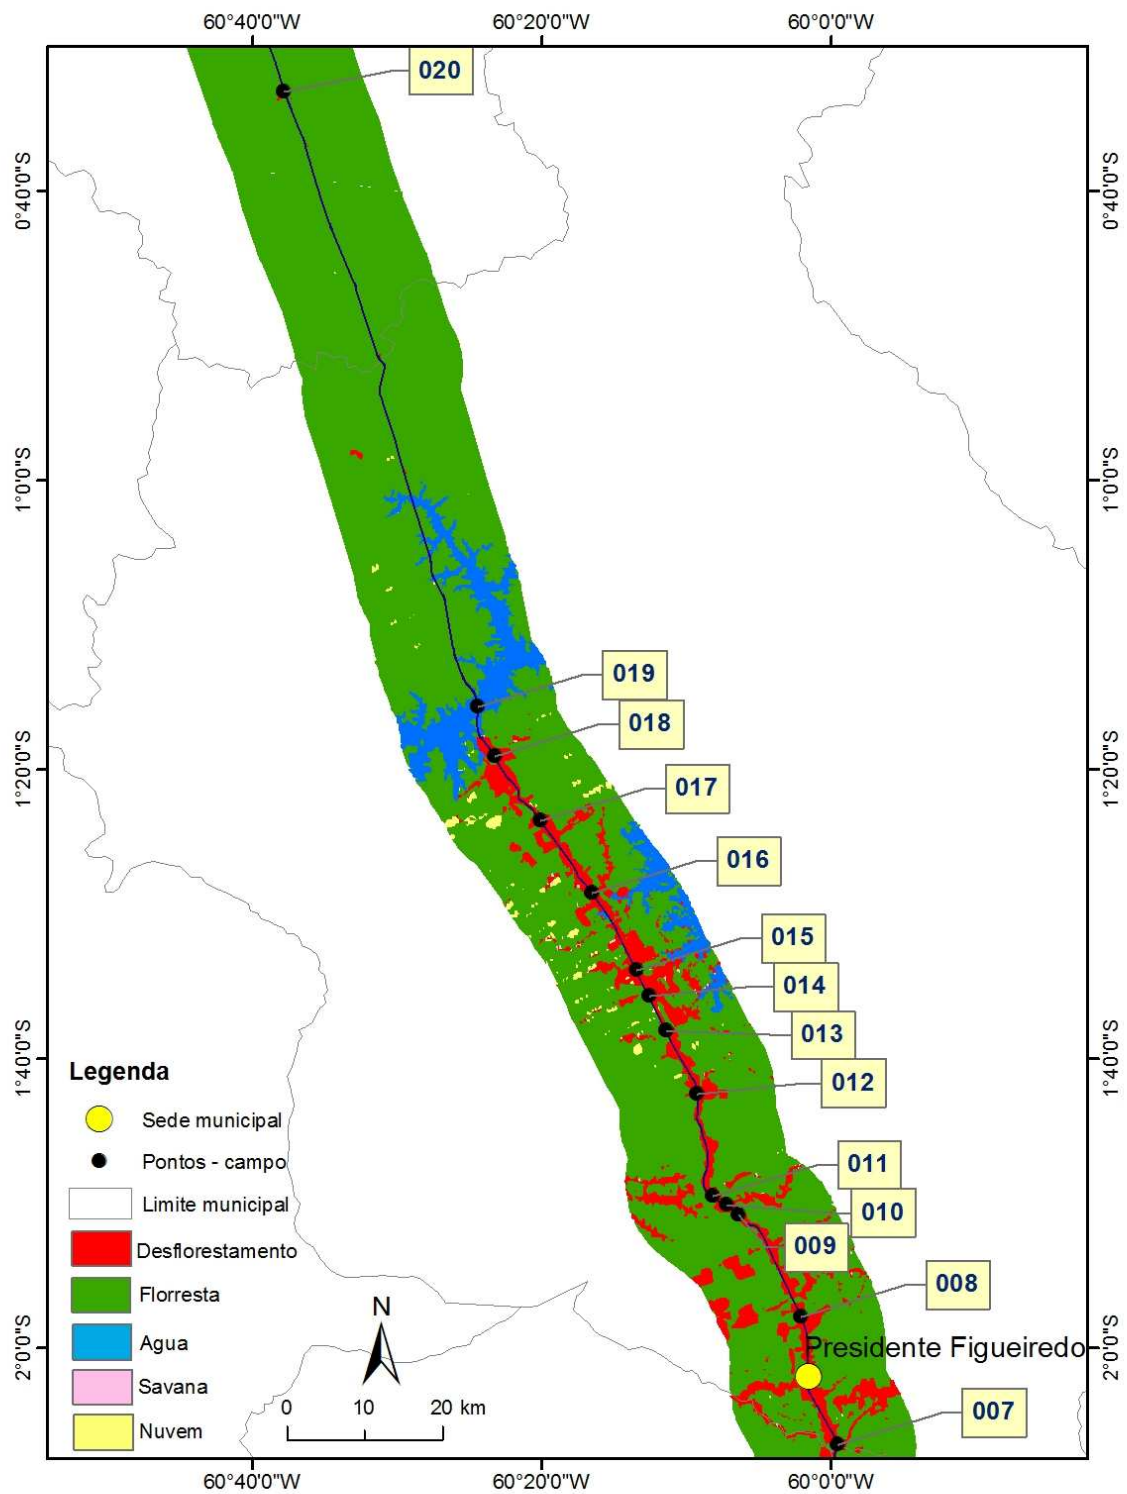 60°40'0"W 60°20'0"W 60°0'0"W
020
0°40'0"S 0°40'0"S
1°0'0"S 1°0'0"S
019
018
1°20'0"S 1°20'0"S
017
016
015
014
013
1°40'0"S 1°40'0"S
012
011
010
009
008
2°0'0"S 2°0'0"S
Presidente Figueiredo
007
Legenda
Sede municipal
Pontos - campo
Limite municipal
Desflorestamento
Florresta
Agua
Savana
Nuvem
N
0 10 20 km
60°40'0"W 60°20'0"W 60°0'0"W